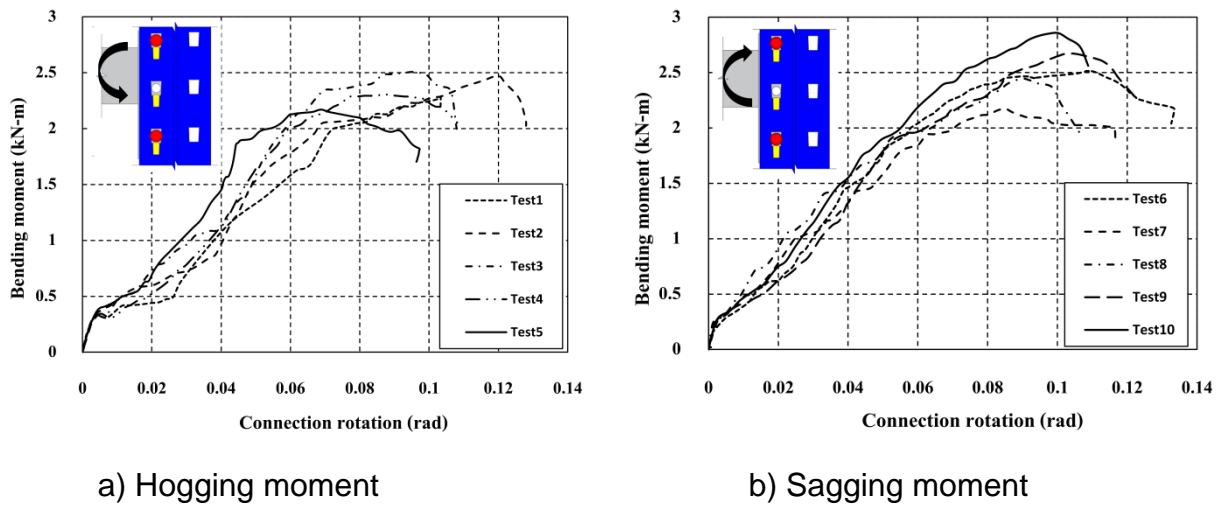 3
2.5
2
1.5
1
0.5
0
Bending moment (kN-m)
Test1
Test2
Test3
Test4
Test5
0 0.02 0.04 0.06 0.08 0.1 0.12 0.14
Connection rotation (rad)
a) Hogging moment
3
2.5
2
1.5
1
0.5
0
Bending moment (kN-m)
Test6
Test7
Test8
Test9
Test10
0 0.02 0.04 0.06 0.08 0.1 0.12 0.14
Connection rotation (rad)
b) Sagging moment